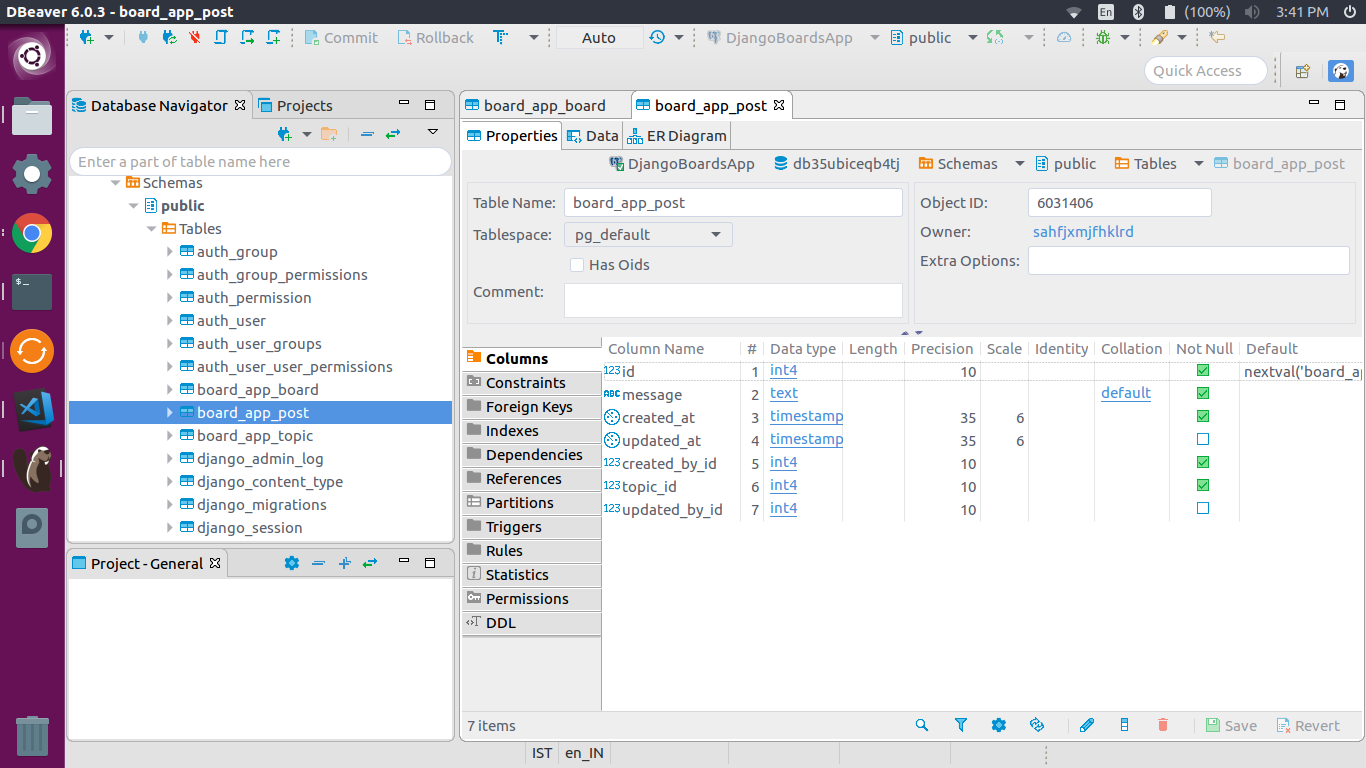 DBeaver 6.0.3 - board_app_post
En
(100%)
3:41 PM
Commit
Rollback
T
Auto
DjangoBoardsApp
public
Quick Access
Database Navigator
Projects
Enter a part of table name here
Schemas
public
Tables
auth_group
auth_group_permissions
auth_permission
auth_user
auth_user_groups
auth_user_user_permissions
board_app_board
board_app_post
board_app_topic
django_admin_log
django_content_type
django_migrations
django_session
Project - General
board_app_board
board_app_post
Properties
Data
ER Diagram
DjangoBoardsApp
db35ubiceqb4tj
Schemas
public
Tables
board_app_post
Table Name: board_app_post
Tablespace: pg_default
Has Oids
Comment:
Object ID: 6031406
Owner: sahfjxmjfhklrd
Extra Options:
Columns
Constraints
Foreign Keys
Indexes
Dependencies
References
Partitions
Triggers
Rules
Statistics
Permissions
DDL
Column Name # Data type Length Precision Scale Identity Collation Not Null Default
123 id 1 int4 10 nextval('board_ap
ABC message 2 text default
created_at 3 timestamp 35 6
updated_at 4 timestamp 35 6
123 created_by_id 5 int4 10
123 topic_id 6 int4 10
123 updated_by_id 7 int4 10
7 items
Save
Revert
IST
en_IN